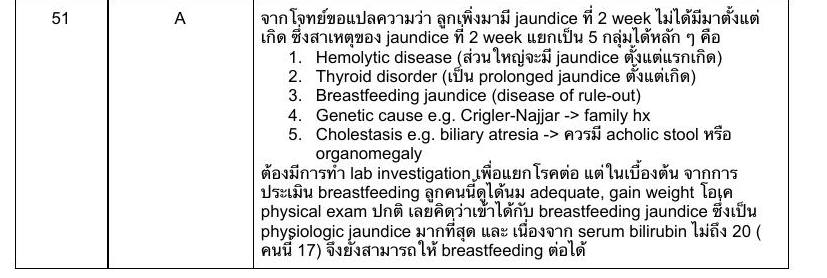 51 A จากโจทย์ขอแปลความว่า ลูกเพิ่งมามี jaundice ที่ 2 week ไม่ได้มีมาตั้งแต่
เกิด ซึ่งสาเหตุของ jaundice ที่ 2 week แยกเป็น 5 กลุ่มได้หลัก ๆ คือ
1. Hemolytic disease (ส่วนใหญ่จะมี jaundice ตั้งแต่แรกเกิด)
2. Thyroid disorder (เป็น prolonged jaundice ตั้งแต่เกิด)
3. Breastfeeding jaundice (disease of rule-out)
4. Genetic cause e.g. Crigler-Najjar -> family hx
5. Cholestasis e.g. biliary atresia -> ควรมี acholic stool หรือ
organomegaly
ต้องมีการทำ lab investigation เพื่อแยกโรคต่อ แต่ในเบื้องต้น จากการ
ประเมิน breastfeeding ลูกคนนี้ดูได้นม adequate, gain weight โอเค
physical exam ปกติ เลยคิดว่าเข้าได้กับ breastfeeding jaundice ซึ่งเป็น
physiologic jaundice มากที่สุด และ เนื่องจาก serum bilirubin ไม่ถึง 20 (
คนนี้ 17) จึงยังสามารถให้ breastfeeding ต่อได้